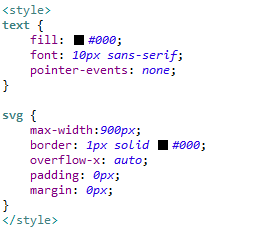 <style>
text {
fill: #000;
font: 10px sans-serif;
pointer-events: none;
}
svg {
max-width:900px;
border: 1px solid #000;
overflow-x: auto;
padding: 0px;
margin: 0px;
}
</style>